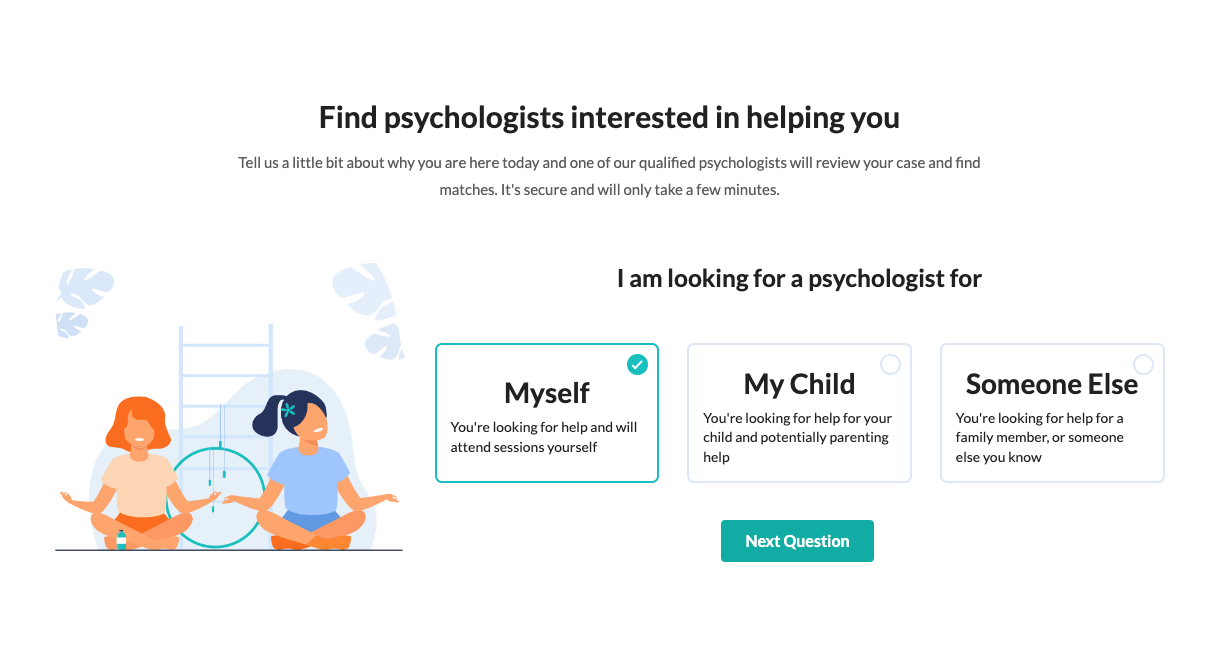 Find psychologists interested in helping you
Tell us a little bit about why you are here today and one of our qualified psychologists will review your case and find
matches. It's secure and will only take a few minutes.
I am looking for a psychologist for
Myself
You're looking for help and will
attend sessions yourself
My Child
You're looking for help for your
child and potentially parenting
help
Someone Else
You're looking for help for a
family member, or someone
else you know
Next Question